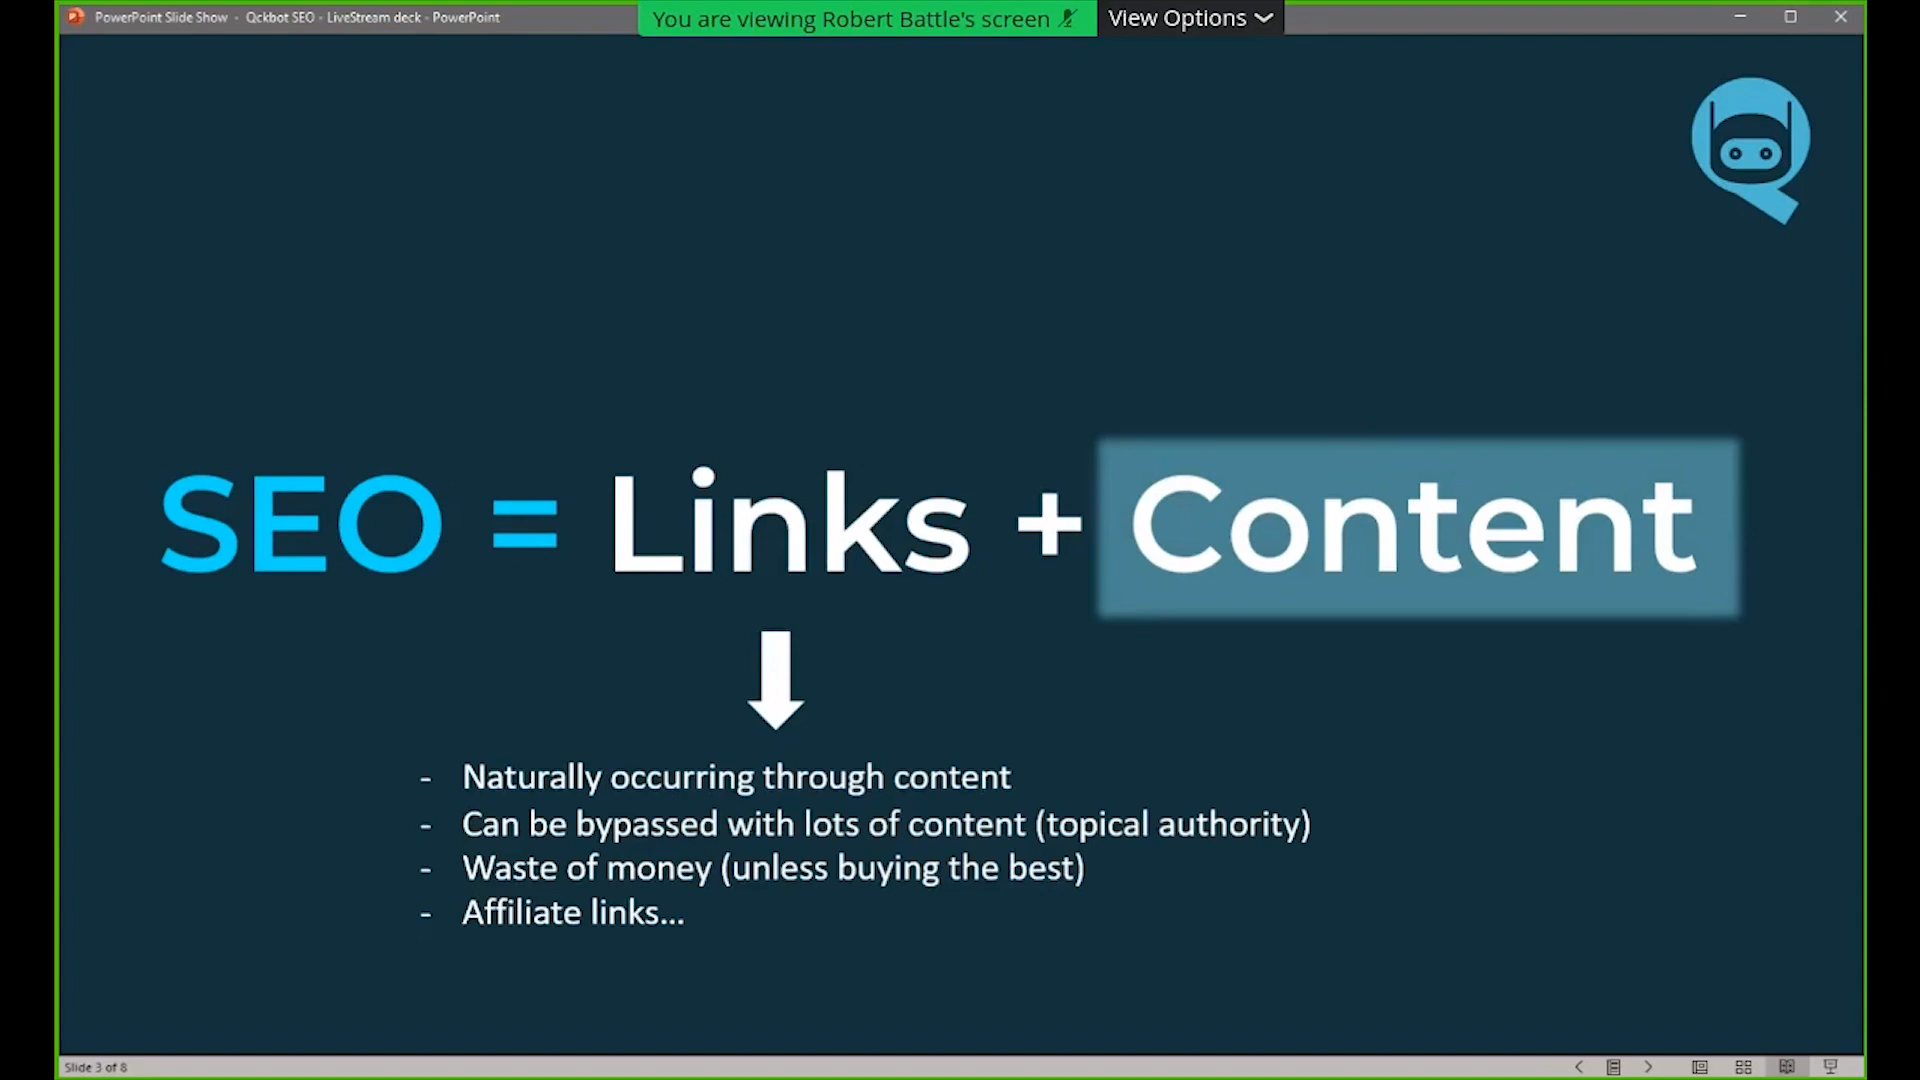 PowerPoint Slide Show - Qckbot SEO - LiveStream deck - PowerPoint
You are viewing Robert Battle's screen
View Options
SEO = Links + Content
- Naturally occurring through content
- Can be bypassed with lots of content (topical authority)
- Waste of money (unless buying the best)
- Affiliate links...
Slide 3 of 8